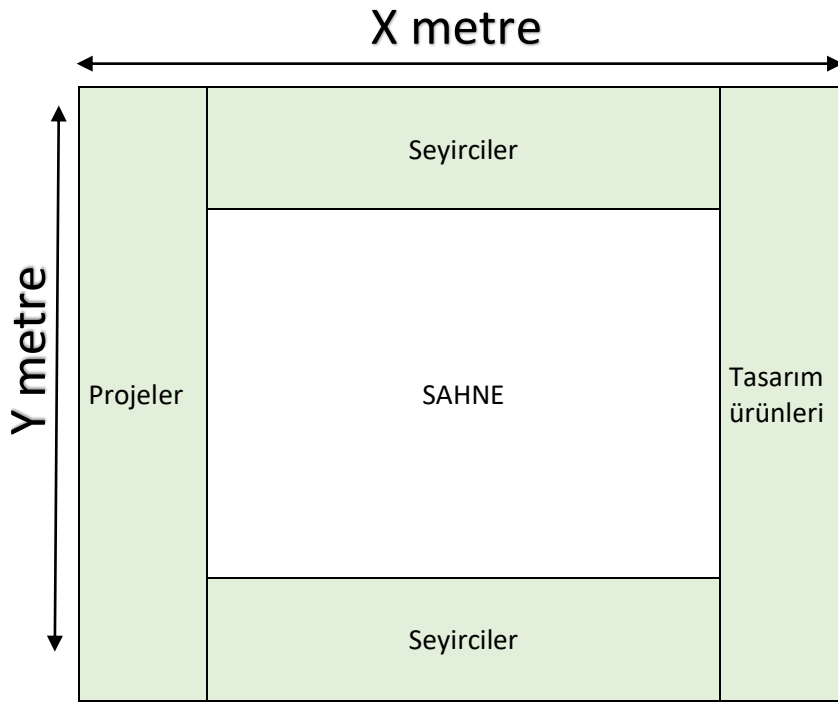 X metre
Seyirciler
Y metre
Projeler
SAHNE
Tasarım
ürünleri
Seyirciler